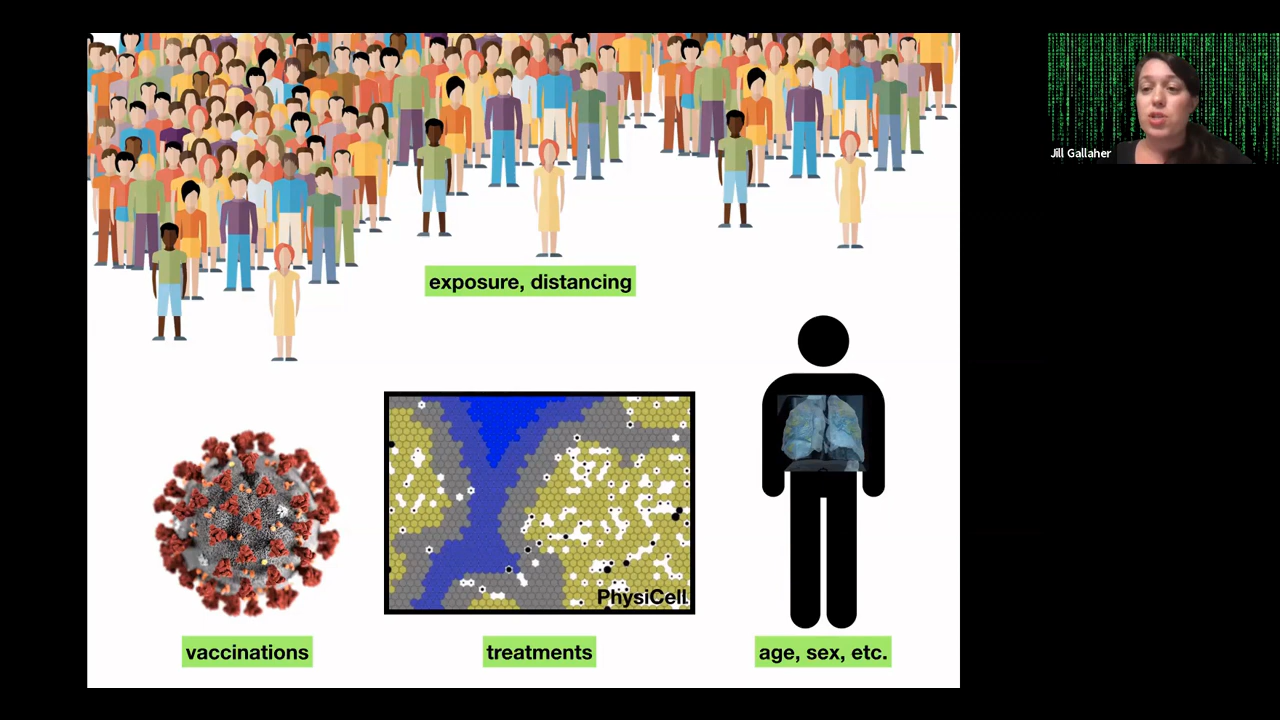 Jill Gallaher
exposure, distancing
PhysiCell
vaccinations
treatments
age, sex, etc.